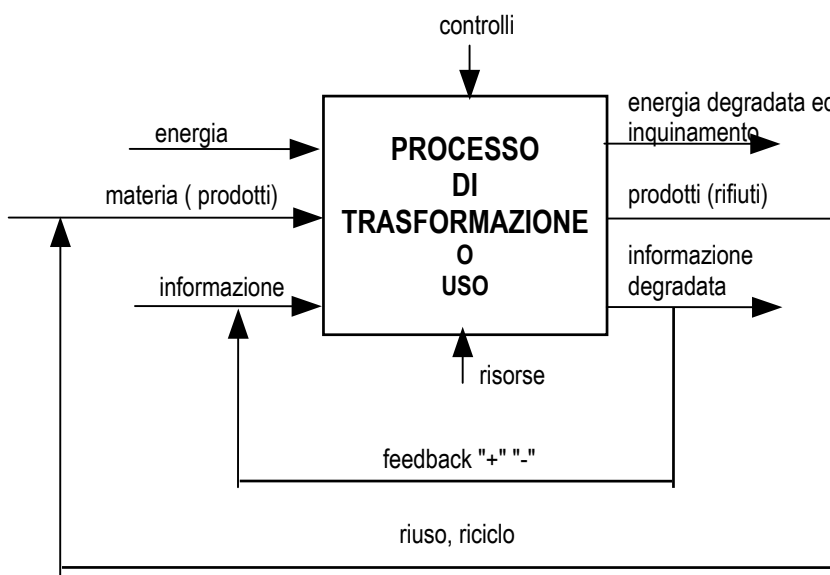 controlli
energia degradata ed
inquinamento
energia
PROCESSO
DI
TRASFORMAZIONE
O
USO
materia ( prodotti)
prodotti (rifiuti)
informazione
informazione
degradata
risorse
feedback "+" "-"
riuso, riciclo